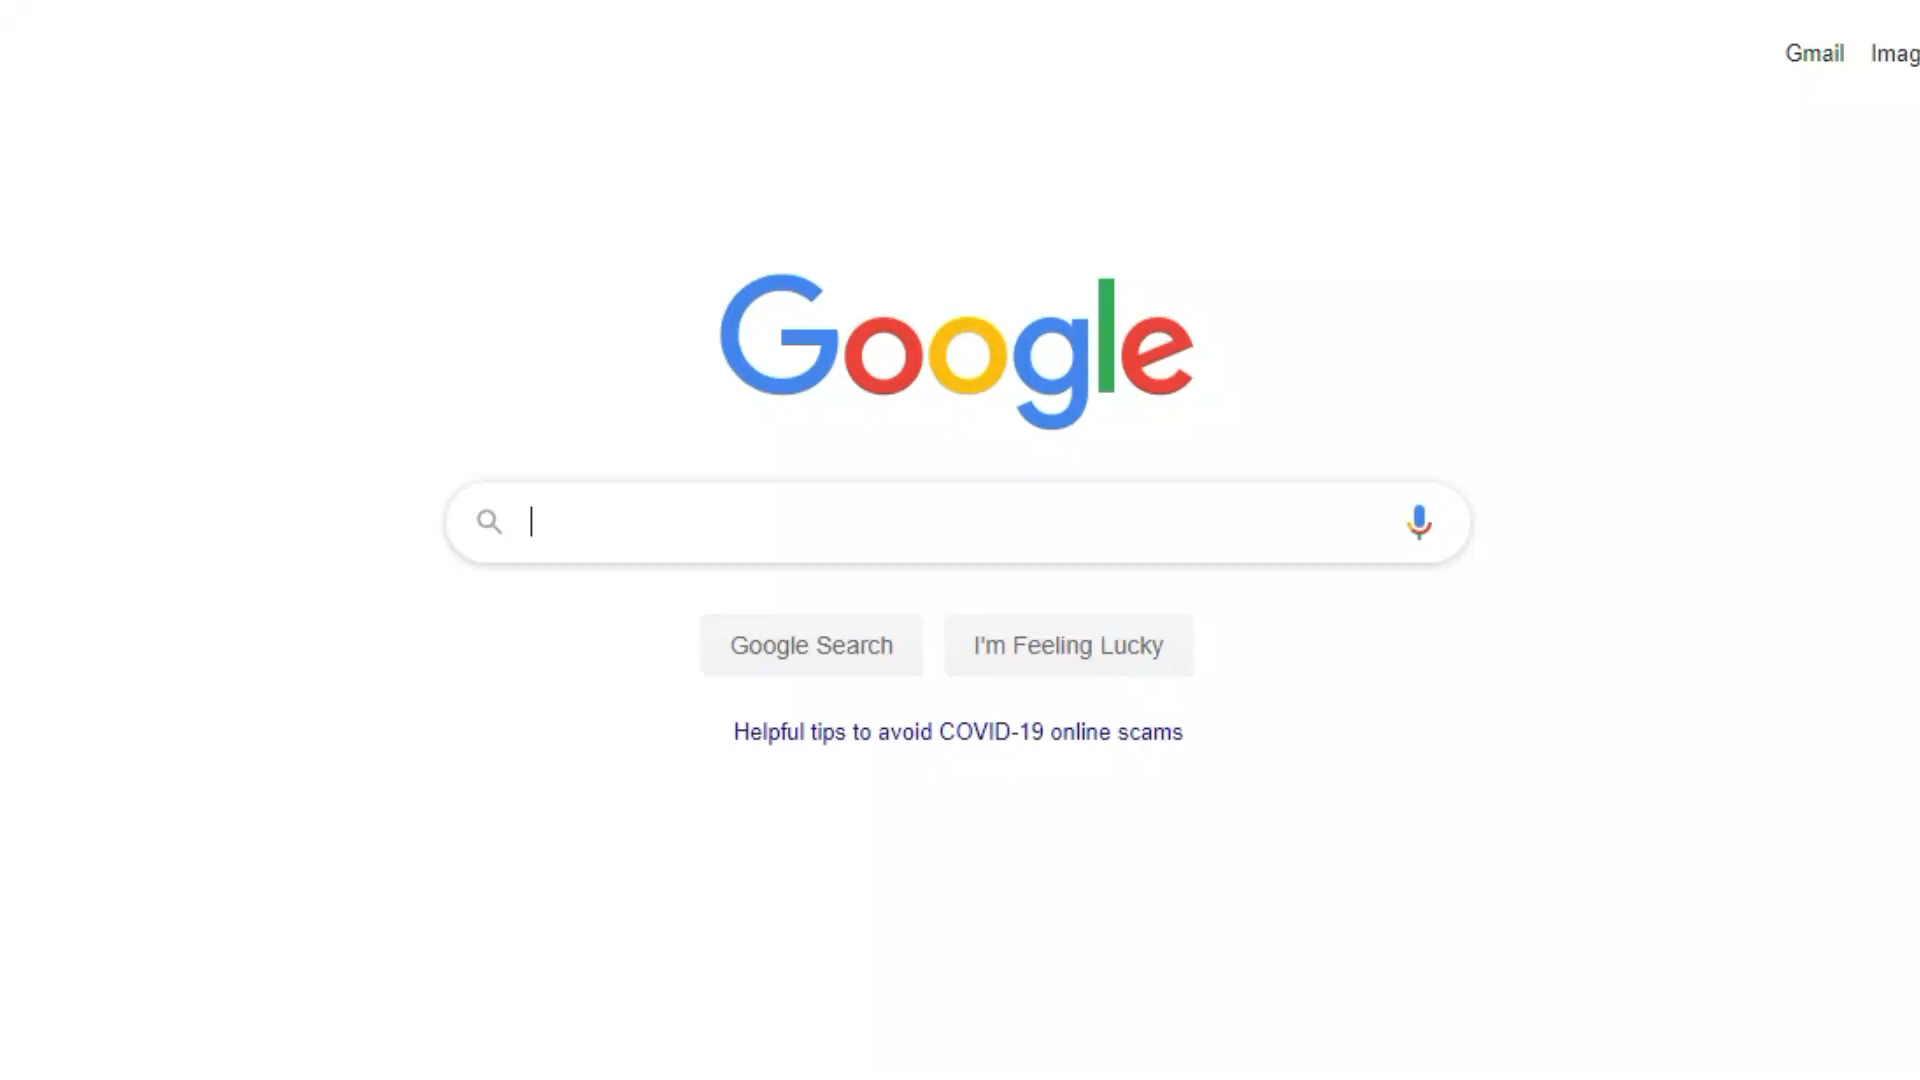 Gmail Imag
Google
Google Search I'm Feeling Lucky
Helpful tips to avoid COVID-19 online scams